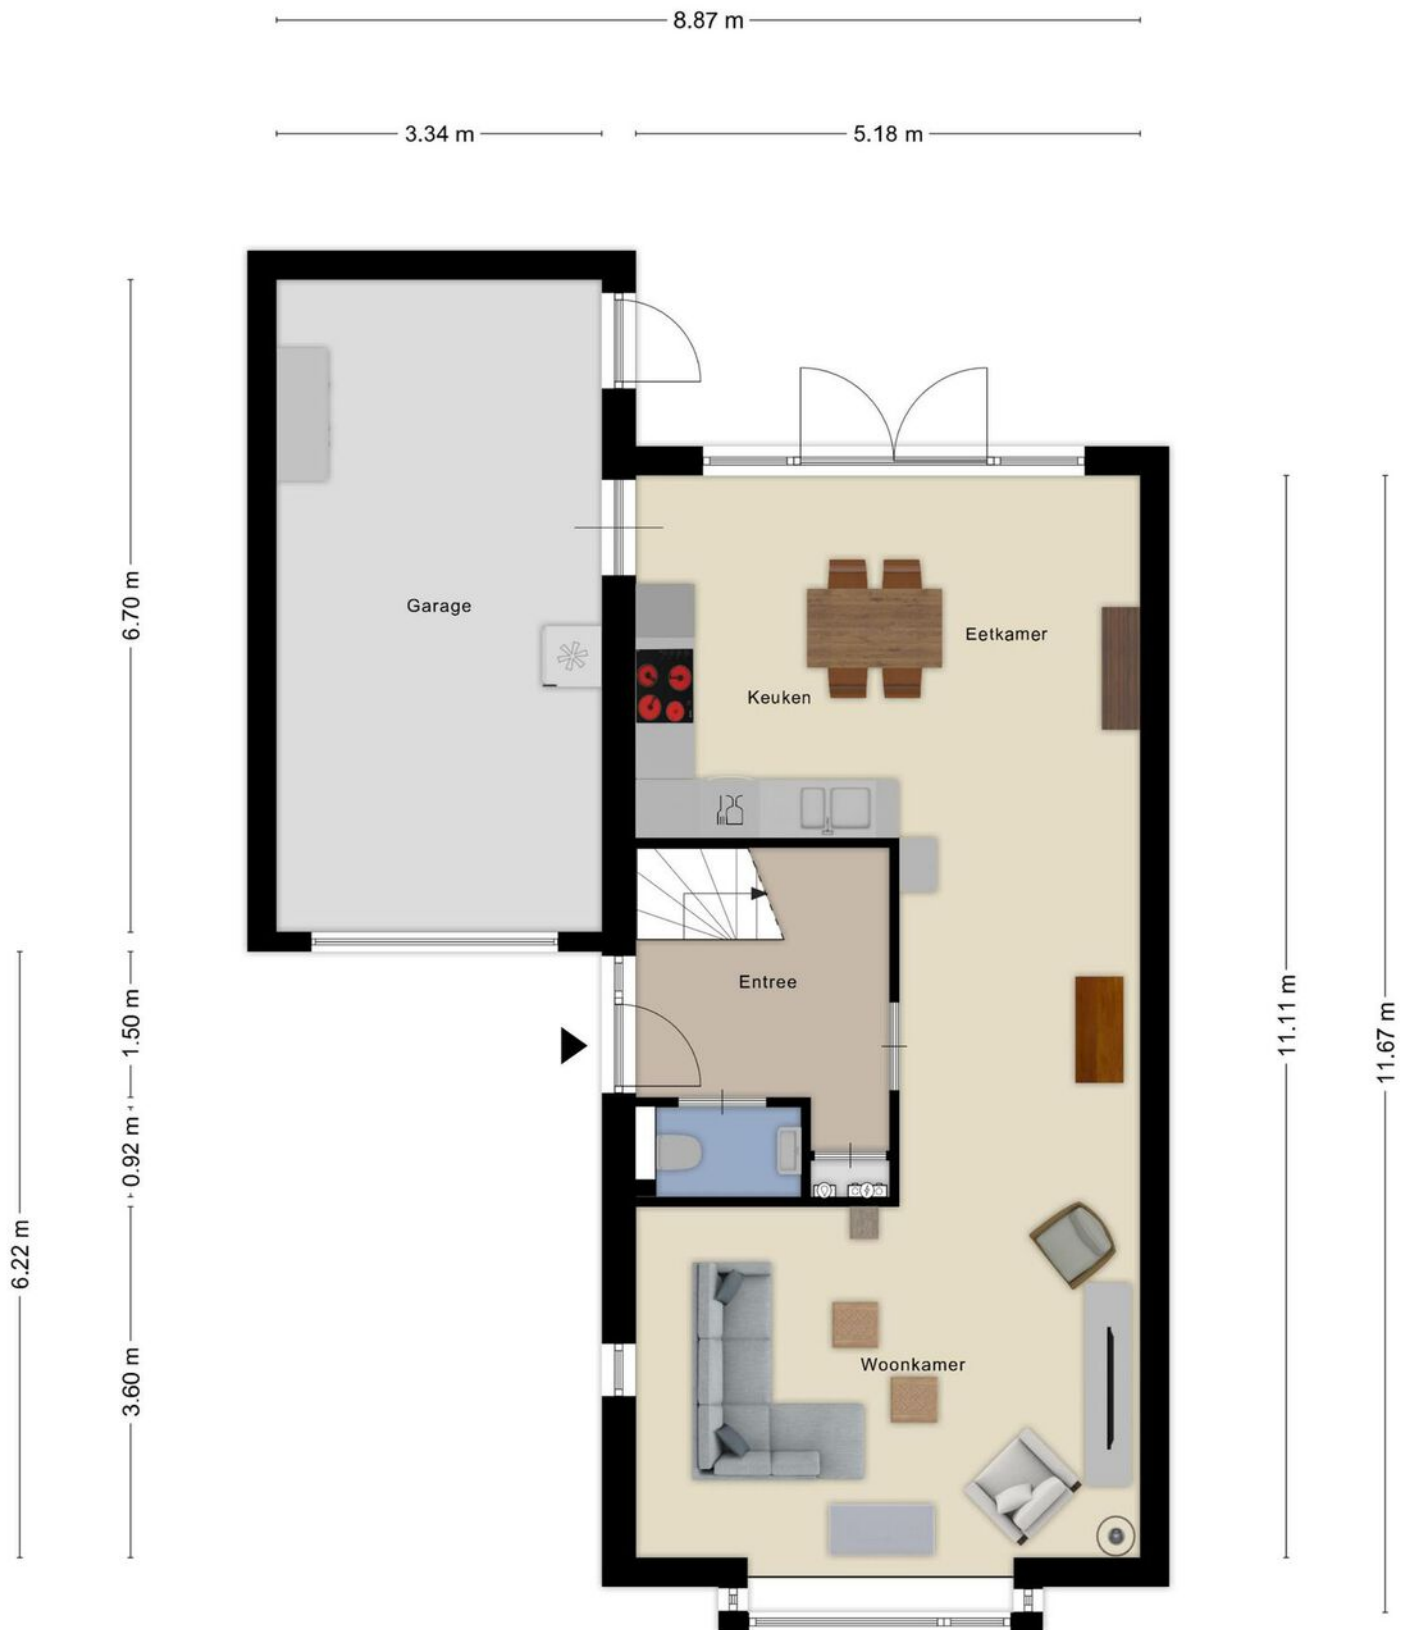 8.87 m
3.34 m
5.18 m
6.70 m
Garage
Eetkamer
Keuken
Entree
1.50 m
0.92 m
6.22 m
3.60 m
11.11 m
11.67 m
Woonkamer